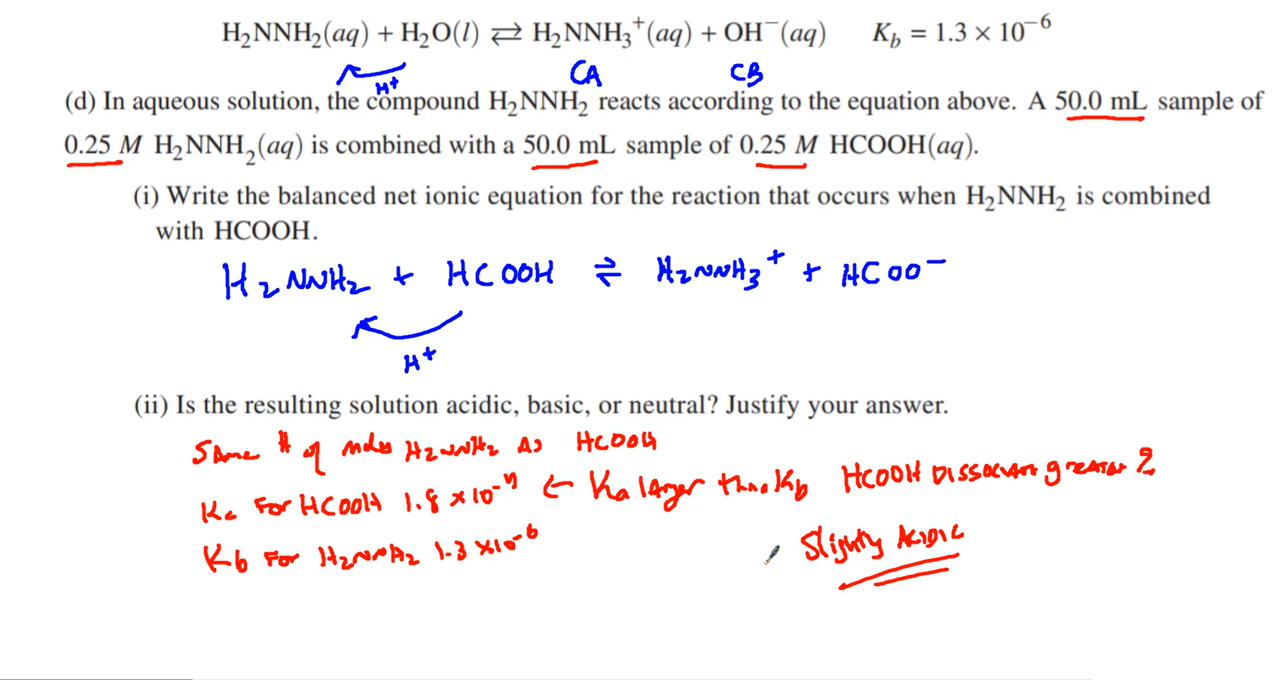 H₂NNH₂(aq) + H₂O(l) ⇄ H₂NNH₃⁺(aq) + OH⁻(aq) K_b = 1.3 × 10⁻⁶
H⁺ CA CB
(d) In aqueous solution, the compound H₂NNH₂ reacts according to the equation above. A 50.0 mL sample of
0.25 M H₂NNH₂(aq) is combined with a 50.0 mL sample of 0.25 M HCOOH(aq).
(i) Write the balanced net ionic equation for the reaction that occurs when H₂NNH₂ is combined
with HCOOH.
H₂NNH₂ + HCOOH ⇌ H₂NNH₃⁺ + HCOO⁻
H⁺
(ii) Is the resulting solution acidic, basic, or neutral? Justify your answer.
Same # of moles H₂NNH₂ As HCOOH
Ka For HCOOH 1.8 × 10⁻⁴ ← Ka larger than Kb HCOOH Dissociate greater
Kb For H₂NNH₂ 1.3 × 10⁻⁶ Slightly Acidic